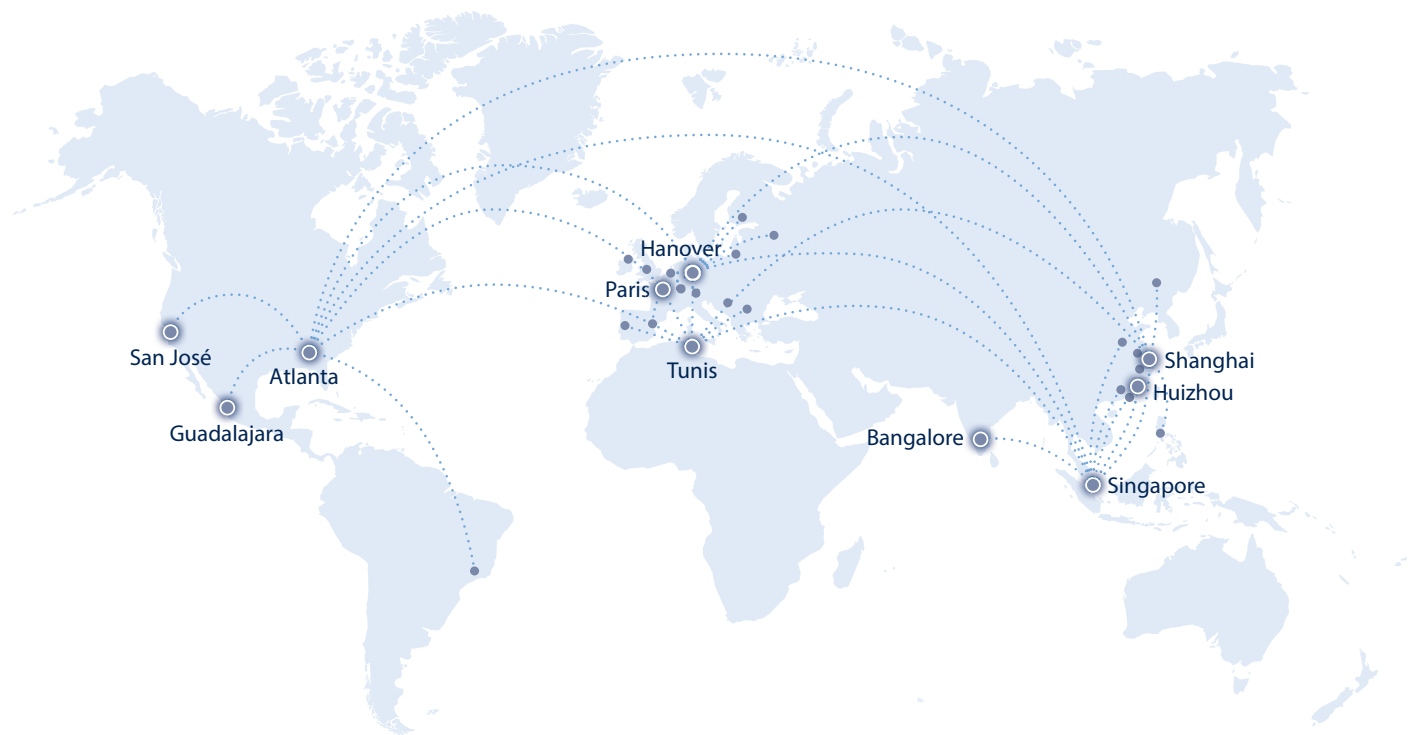 Hanover
Paris
San José
Atlanta
Tunis
Shanghai
Huizhou
Guadalajara
Bangalore
Singapore